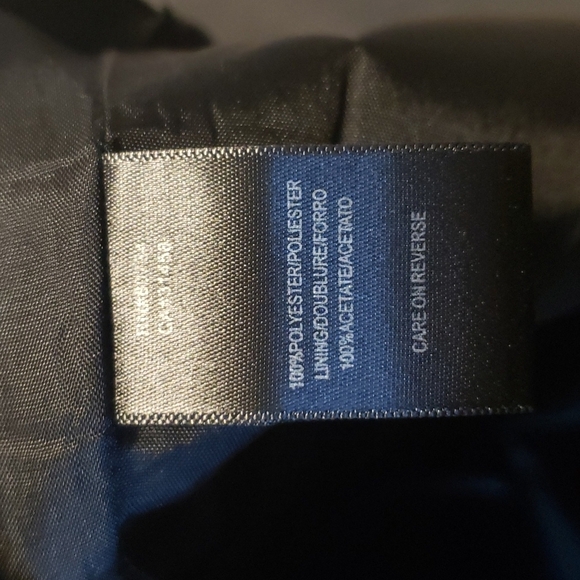 100%POLYESTER/POLIESTER
LINING/DOUBLURE/FORRO
100%ACETATE/ACETATO
CARE ON REVERSE